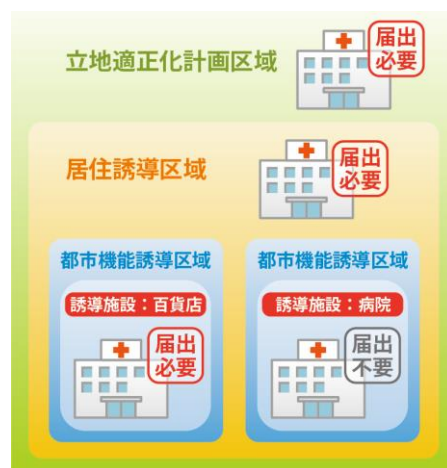 立地適正化計画区域
届出
必要
居住誘導区域
届出
必要
都市機能誘導区域
誘導施設：百貨店
届出
必要
都市機能誘導区域
誘導施設：病院
届出
不要